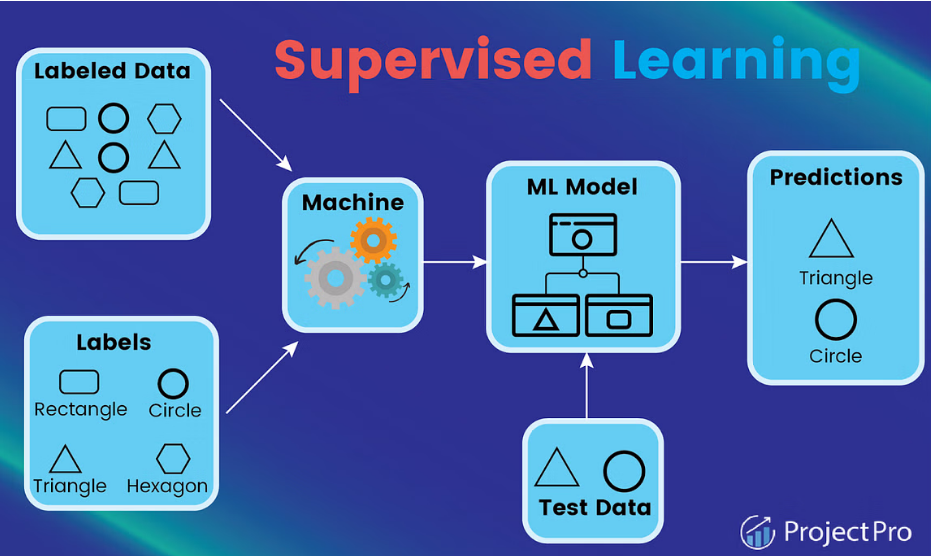 Supervised Learning
Labeled Data
Machine
ML Model
Predictions
Triangle
Circle
Labels
Rectangle Circle
Triangle Hexagon
Test Data
ProjectPro